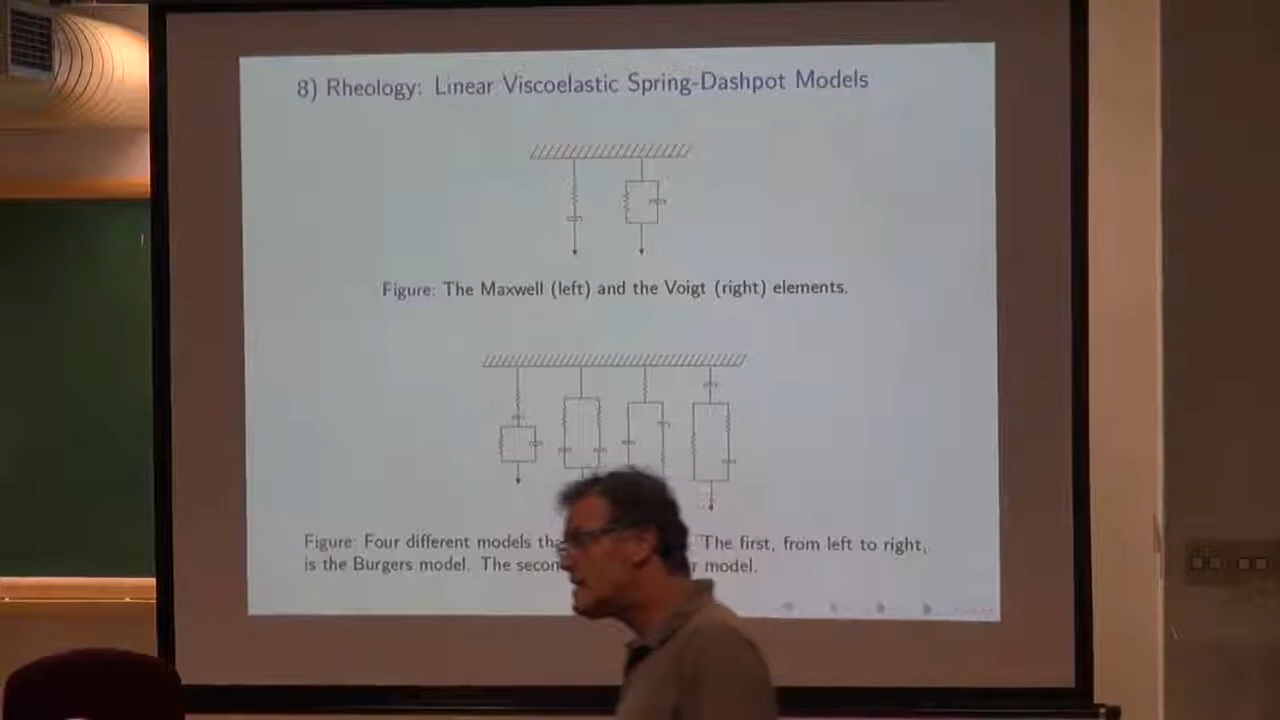 8) Rheology: Linear Viscoelastic Spring-Dashpot Models
Figure: The Maxwell (left) and the Voigt (right) elements.
Figure: Four different models The first, from left to right,
is the Burgers model. The model.